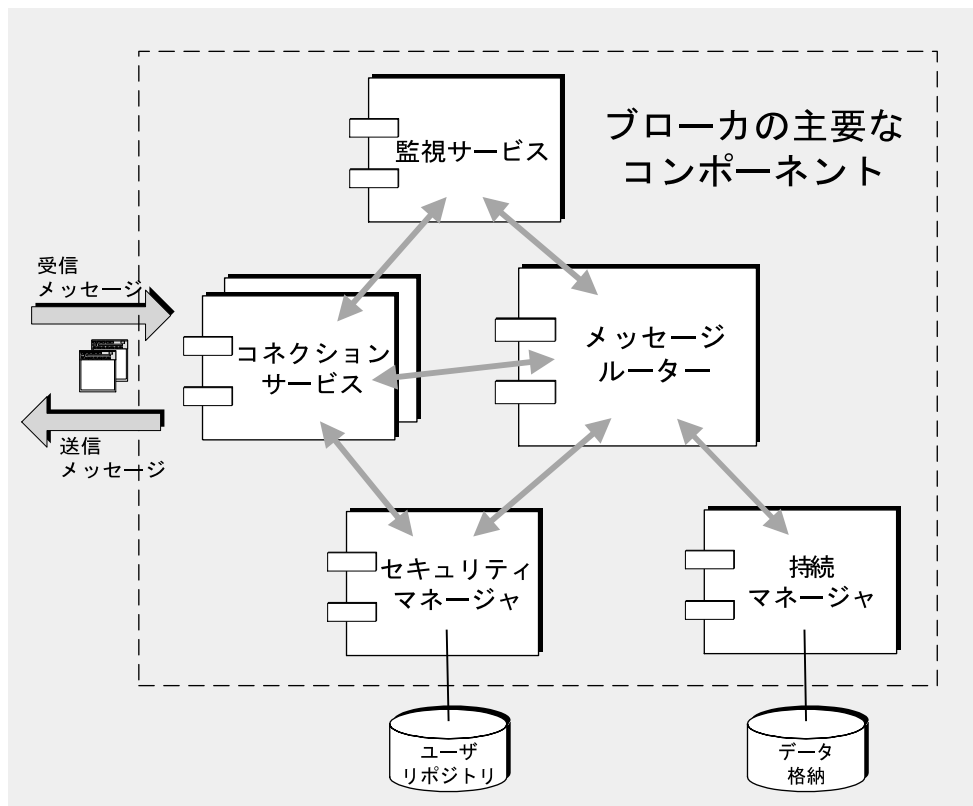 ブローカの主要な
コンポーネント
監視サービス
受信
メッセージ
コネクション
サービス
メッセージ
ルーター
送信
メッセージ
セキュリティ
マネージャ
持続
マネージャ
ユーザ
リポジトリ
データ
格納